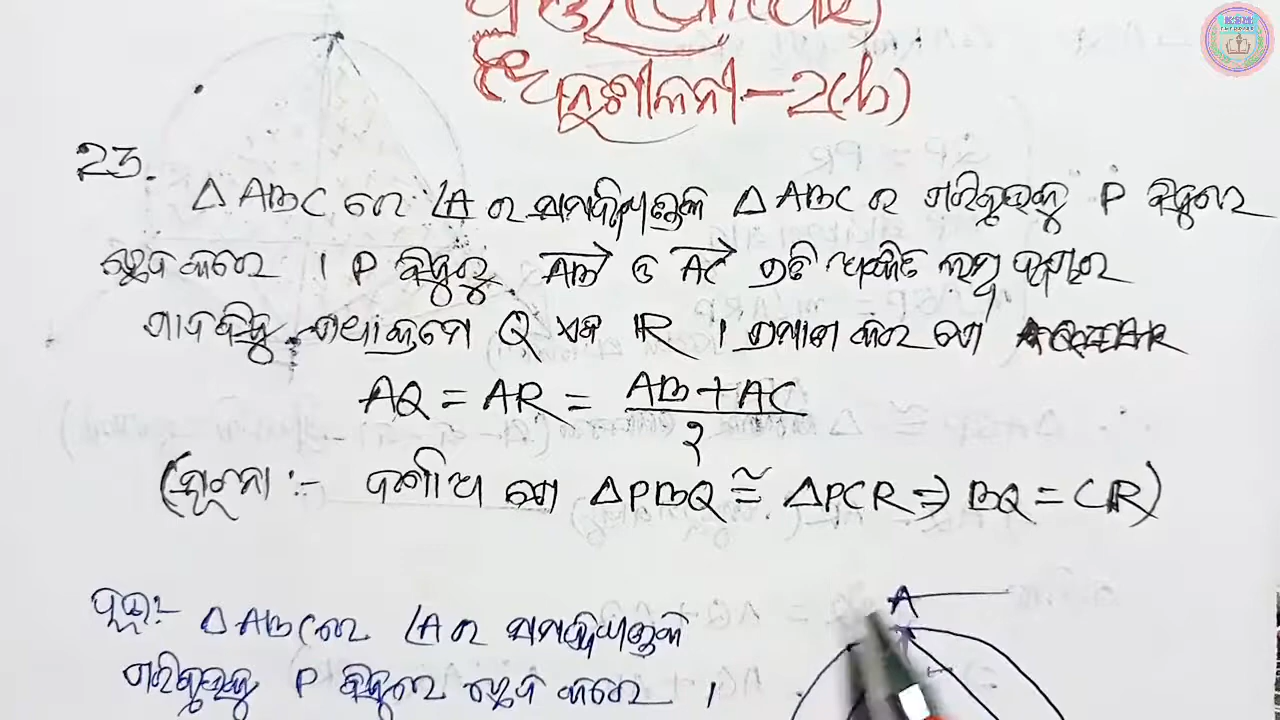 ଅନୁଶୀଳନୀ - 2(b)
23.
△ABC ରେ ∠A ର ସମଦ୍ବିଖଣ୍ଡକ △ABC ର ପରିବୃତ୍ତକୁ P ବିନ୍ଦୁରେ
ଛେଦ କରେ । P ବିନ୍ଦୁରୁ AB ଓ AC ପ୍ରତି ଅଙ୍କିତ ଲମ୍ବ ଦ୍ବୟର
ପାଦବିନ୍ଦୁ ଯଥାକ୍ରମେ Q ଏବଂ R । ପ୍ରମାଣ କର ଯେ
AQ = AR = (AB + AC) / 2
(ସୂଚନା :- ଦର୍ଶାଅ ଯେ △PBQ ≅ △PCR ⇒ BQ = CR)
ଦତ୍ତ:- △ABC ରେ ∠A ର ସମଦ୍ବିଖଣ୍ଡକ
A
ପରିବୃତ୍ତକୁ P ବିନ୍ଦୁରେ ଛେଦ କରେ ।